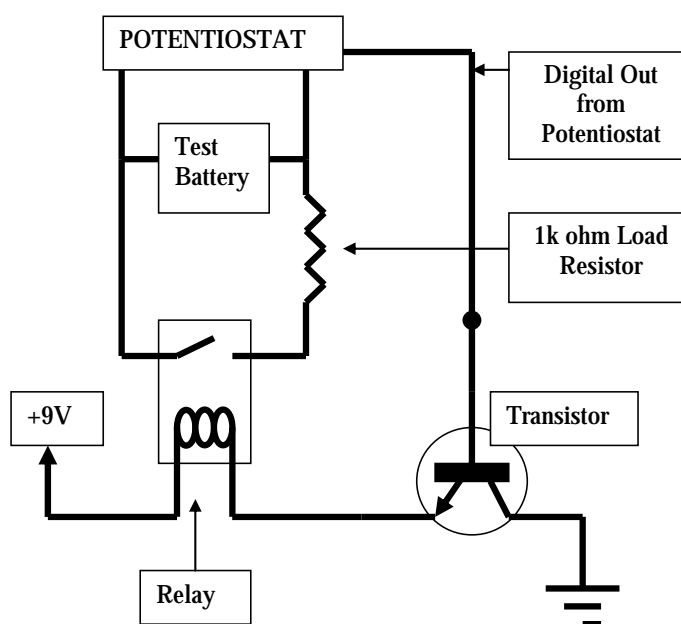 POTENTIOSTAT
Digital Out
from
Potentiostat
Test
Battery
1k ohm Load
Resistor
+9V
Transistor
Relay